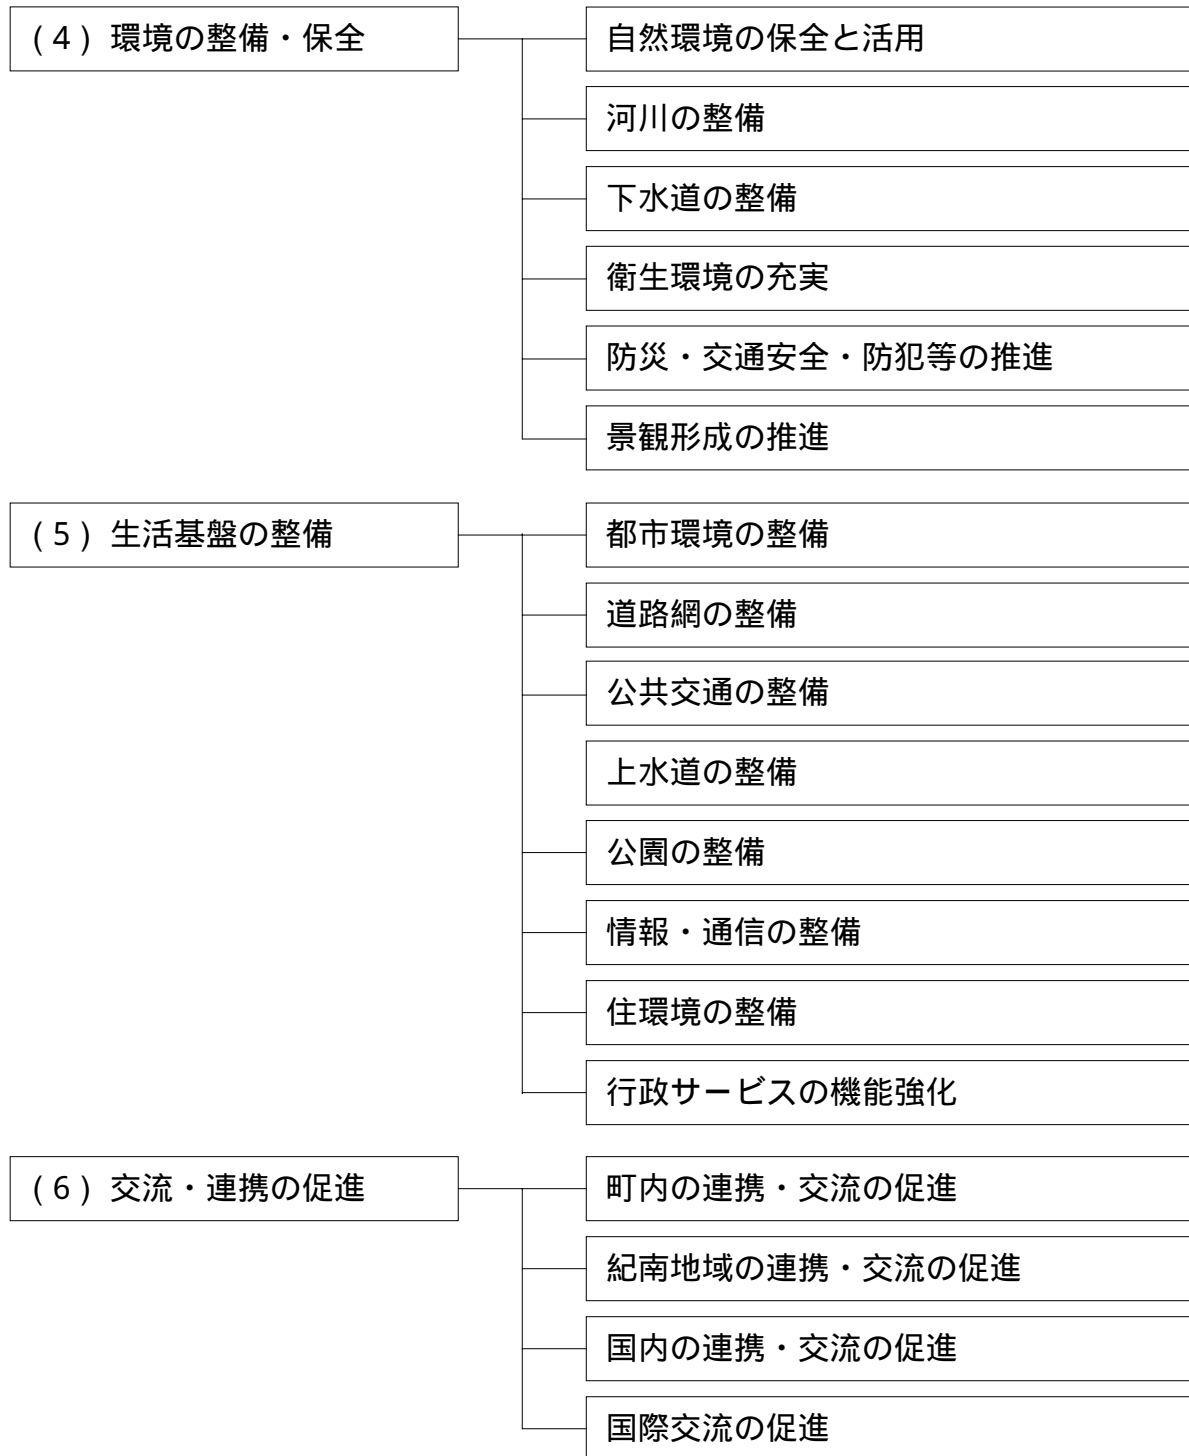 (4) 環境の整備・保全
自然環境の保全と活用
河川の整備
下水道の整備
衛生環境の充実
防災・交通安全・防犯等の推進
景観形成の推進
(5) 生活基盤の整備
都市環境の整備
道路網の整備
公共交通の整備
上水道の整備
公園の整備
情報・通信の整備
住環境の整備
行政サービスの機能強化
(6) 交流・連携の促進
町内の連携・交流の促進
紀南地域の連携・交流の促進
国内の連携・交流の促進
国際交流の促進